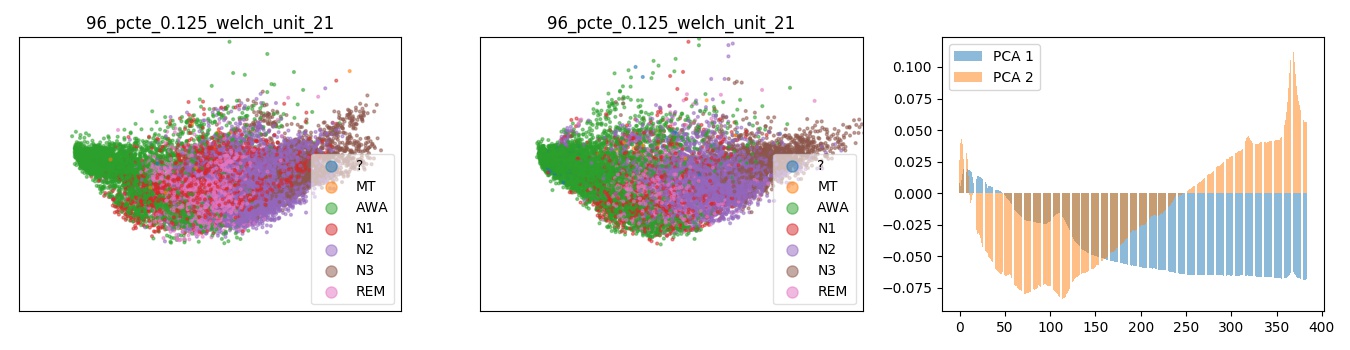 96_pcte_0.125_welch_unit_21
?
MT
AWA
N1
N2
N3
REM
96_pcte_0.125_welch_unit_21
?
MT
AWA
N1
N2
N3
REM
PCA 1
PCA 2
0.100
0.075
0.050
0.025
0.000
−0.025
−0.050
−0.075
0 50 100 150 200 250 300 350 400